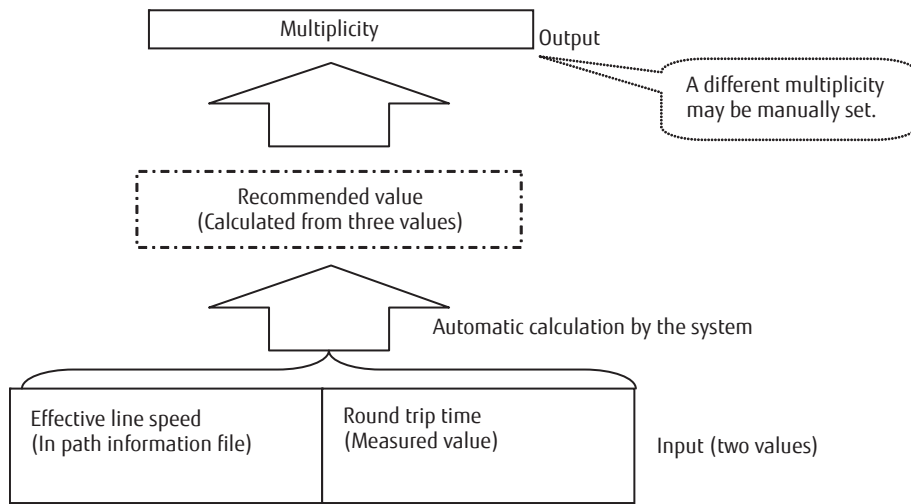 Multiplicity
Output
A different multiplicity
may be manually set.
Recommended value
(Calculated from three values)
Automatic calculation by the system
Effective line speed
(In path information file)
Round trip time
(Measured value)
Input (two values)